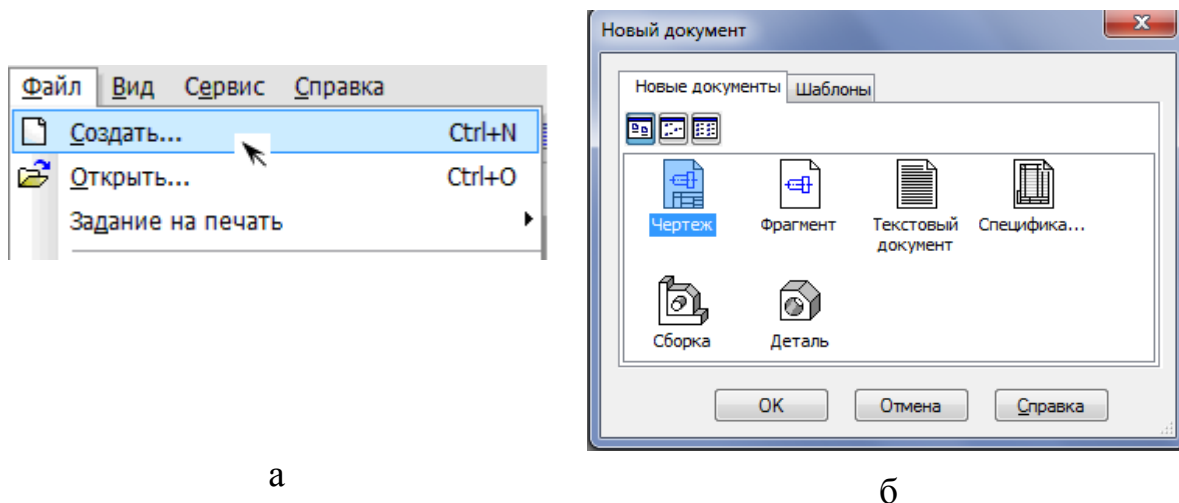 Файл Вид Сервис Справка
Создать... Ctrl+N
Открыть... Ctrl+O
Задание на печать
а
Новый документ
Новые документы Шаблоны
Чертеж Фрагмент Текстовый документ Специфика...
Сборка Деталь
OK Отмена Справка
б